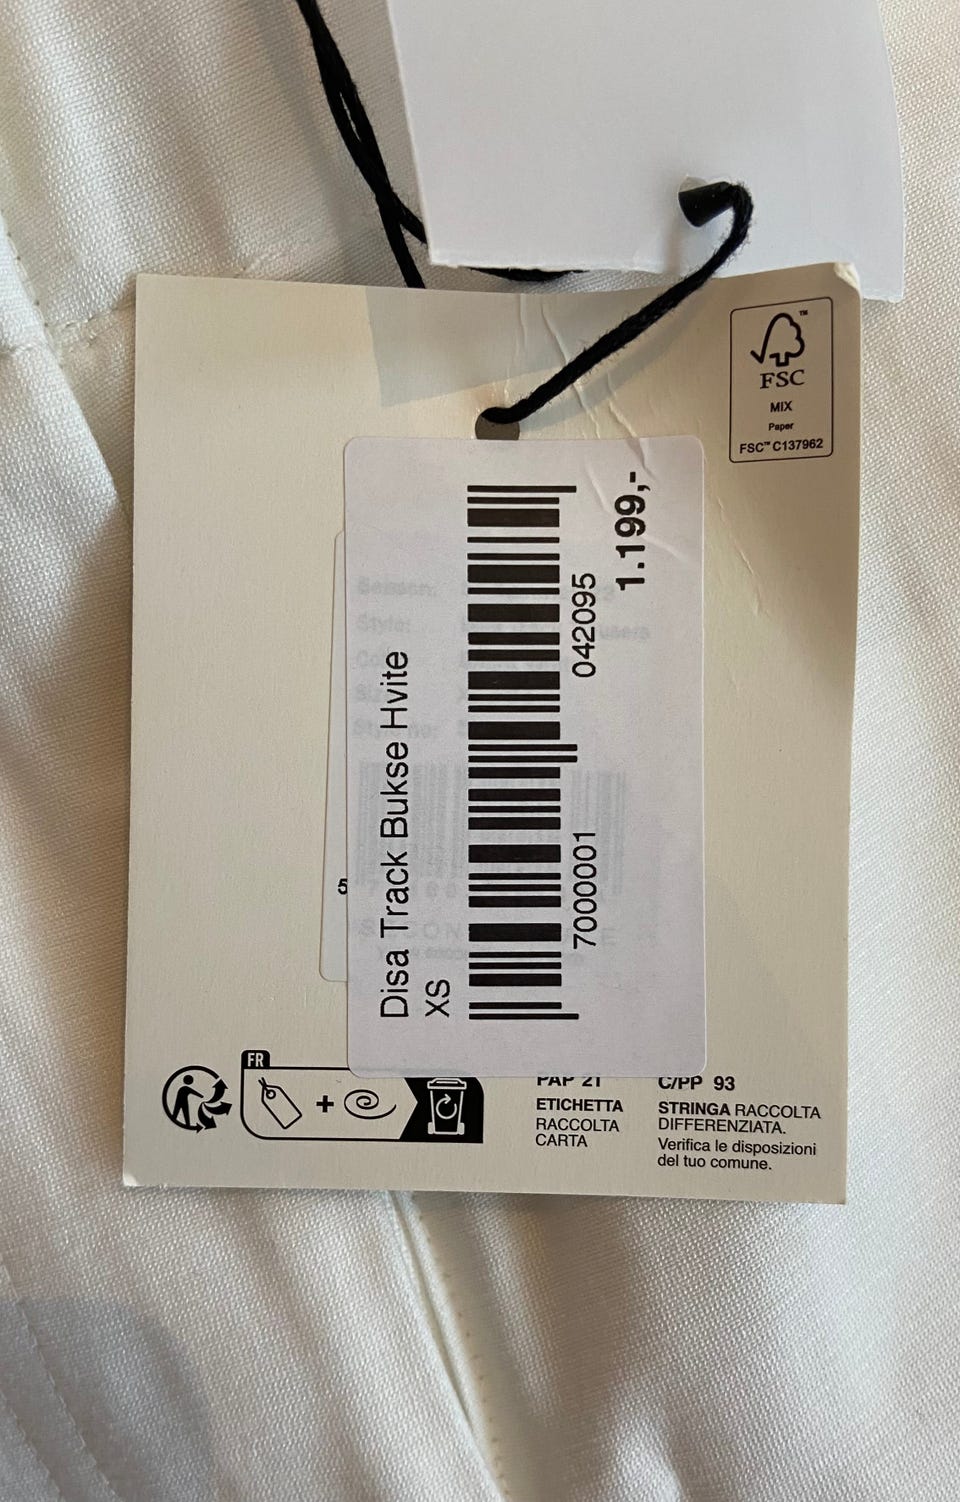 FSC
MIX
Paper
FSC™ C137962
Disa Track Bukse Hvite
XS
7000001 042095
1.199,-
5
FR
PAP 21
ETICHETTA
RACCOLTA
CARTA
C/PP 93
STRINGA RACCOLTA
DIFFERENZIATA.
Verifica le disposizioni
del tuo comune.